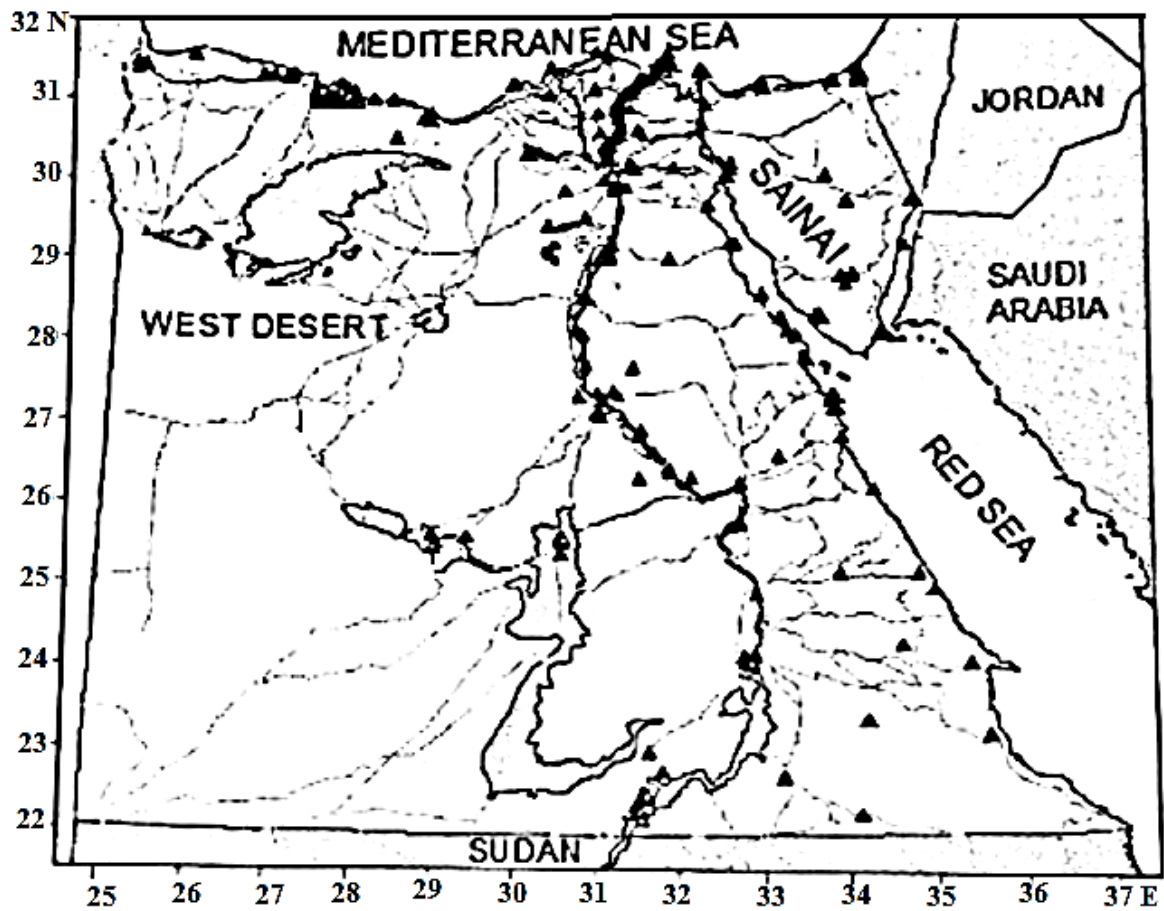 32 N
MEDITERRANEAN SEA
31
JORDAN
30
SAINAI
29
SAUDI
ARABIA
WEST DESERT
28
27
RED SEA
26
25
24
23
22
SUDAN
25 26 27 28 29 30 31 32 33 34 35 37 E